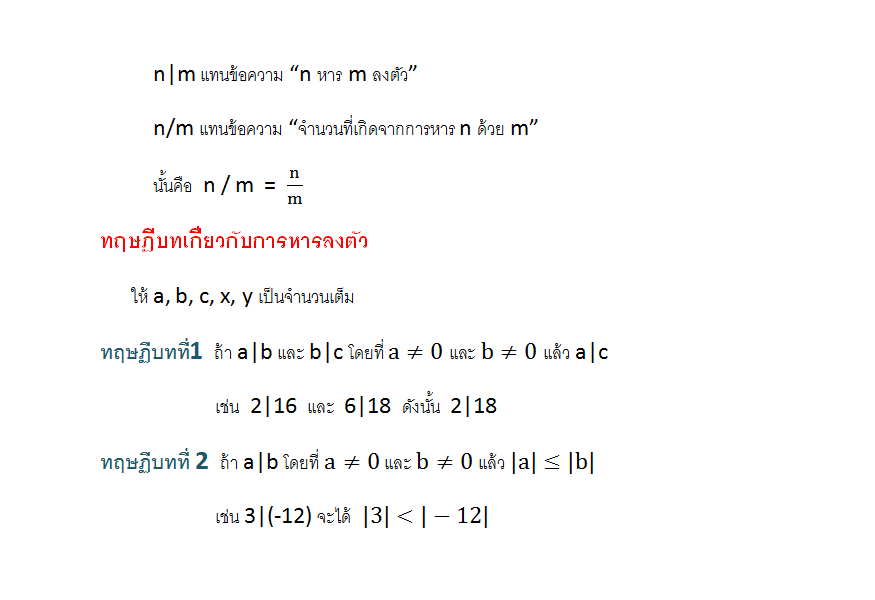 n|m แทนข้อความ “n หาร m ลงตัว”
n/m แทนข้อความ “จำนวนที่เกิดจากการหาร n ด้วย m”
นั้นคือ n / m = n/m
ทฤษฎีบทเกี่ยวกับการหารลงตัว
ให้ a, b, c, x, y เป็นจำนวนเต็ม
ทฤษฎีบทที่1 ถ้า a|b และ b|c โดยที่ a ≠ 0 และ b ≠ 0 แล้ว a|c
เช่น 2|16 และ 6|18 ดังนั้น 2|18
ทฤษฎีบทที่ 2 ถ้า a|b โดยที่ a ≠ 0 และ b ≠ 0 แล้ว |a| ≤ |b|
เช่น 3|(-12) จะได้ |3| < | − 12|